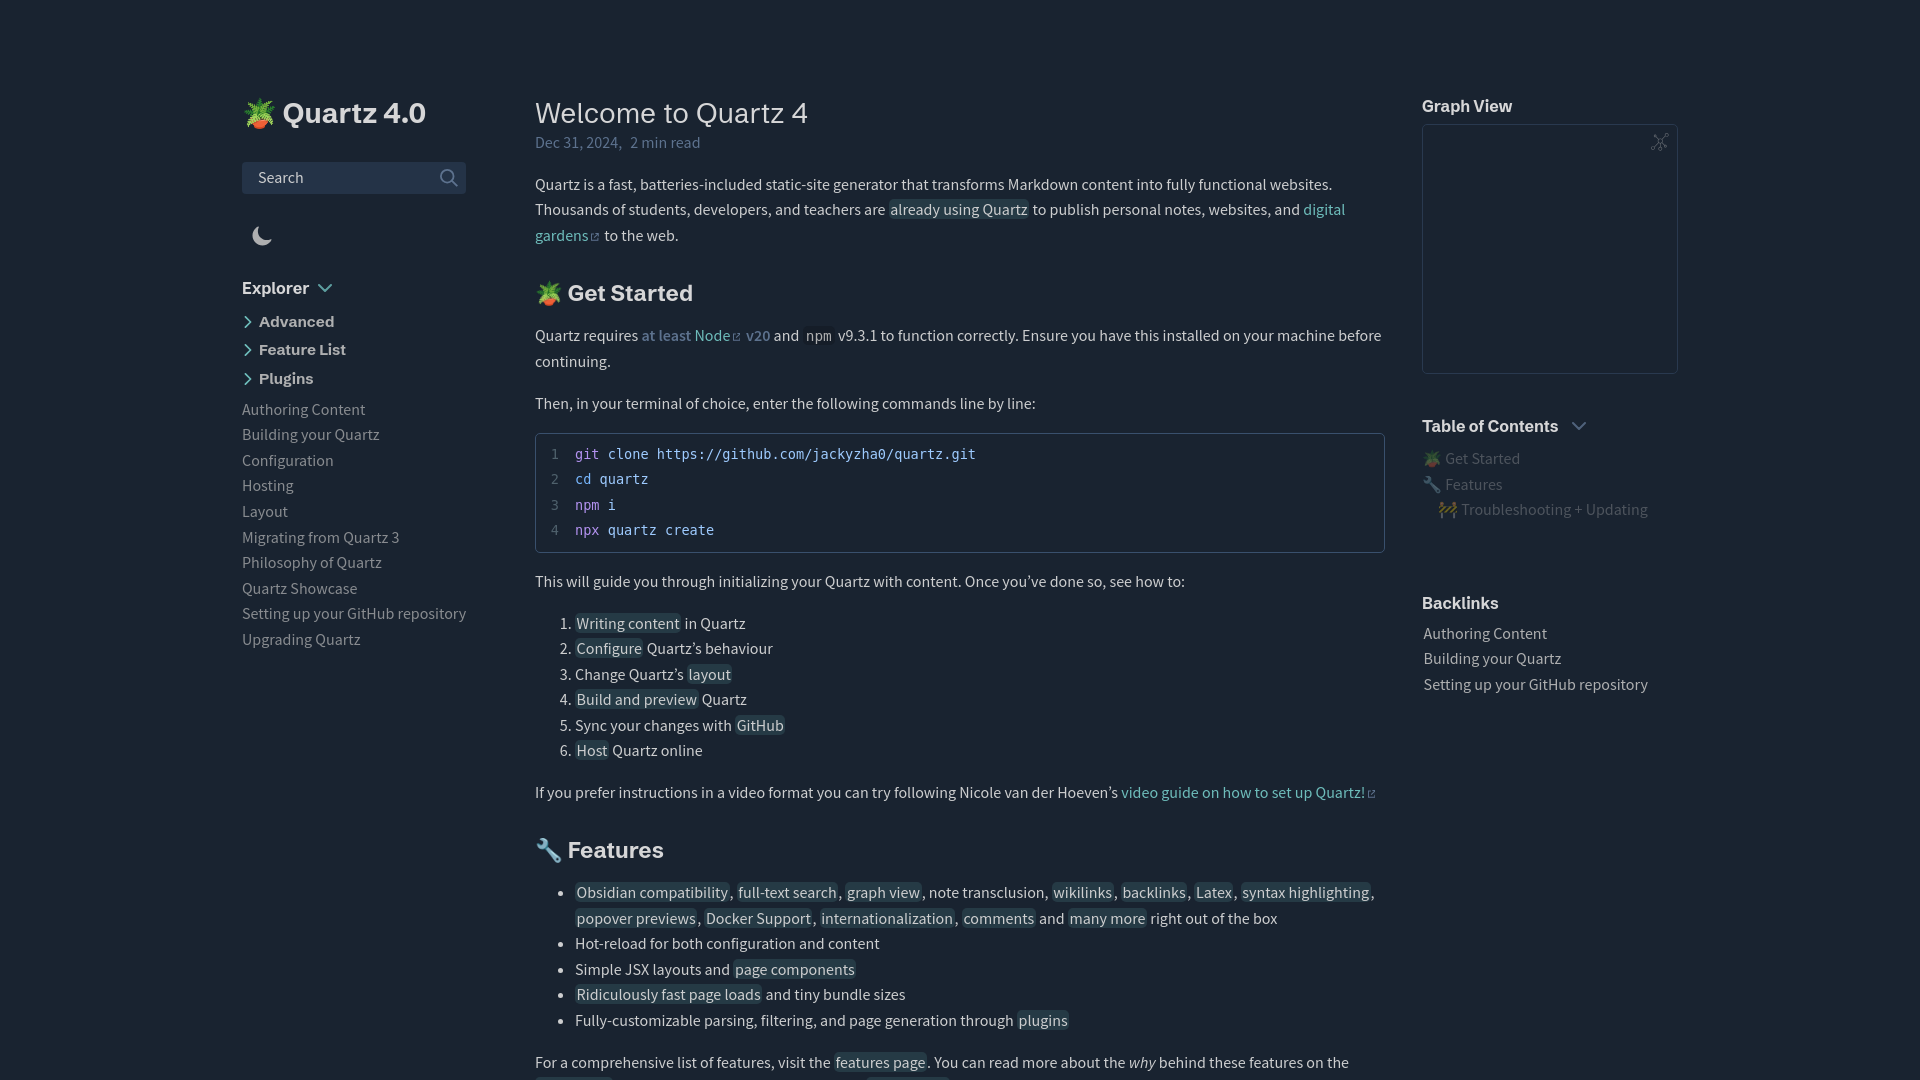 🪴 Quartz 4.0
Search
Explorer
Advanced
Feature List
Plugins
Authoring Content
Building your Quartz
Configuration
Hosting
Layout
Migrating from Quartz 3
Philosophy of Quartz
Quartz Showcase
Setting up your GitHub repository
Upgrading Quartz
Welcome to Quartz 4
Dec 31, 2024, 2 min read
Quartz is a fast, batteries-included static-site generator that transforms Markdown content into fully functional websites.
Thousands of students, developers, and teachers are already using Quartz to publish personal notes, websites, and digital
gardens to the web.
🪴 Get Started
Quartz requires at least Node v20 and npm v9.3.1 to function correctly. Ensure you have this installed on your machine before
continuing.
Then, in your terminal of choice, enter the following commands line by line:
1 git clone https://github.com/jackyzha0/quartz.git
2 cd quartz
3 npm i
4 npx quartz create
This will guide you through initializing your Quartz with content. Once you’ve done so, see how to:
1. Writing content in Quartz
2. Configure Quartz’s behaviour
3. Change Quartz’s layout
4. Build and preview Quartz
5. Sync your changes with GitHub
6. Host Quartz online
If you prefer instructions in a video format you can try following Nicole van der Hoeven’s video guide on how to set up Quartz!
🔧 Features
• Obsidian compatibility, full-text search, graph view, note transclusion, wikilinks, backlinks, Latex, syntax highlighting,
popover previews, Docker Support, internationalization, comments and many more right out of the box
• Hot-reload for both configuration and content
• Simple JSX layouts and page components
• Ridiculously fast page loads and tiny bundle sizes
• Fully-customizable parsing, filtering, and page generation through plugins
For a comprehensive list of features, visit the features page. You can read more about the why behind these features on the
Graph View
Table of Contents
🪴 Get Started
🔧 Features
🚧 Troubleshooting + Updating
Backlinks
Authoring Content
Building your Quartz
Setting up your GitHub repository